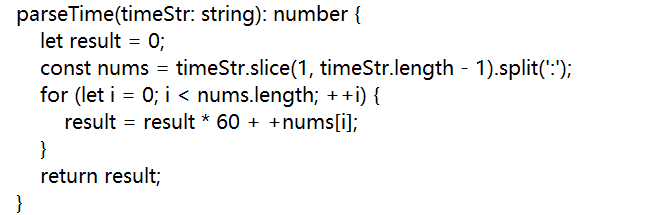 parseTime(timeStr: string): number {
let result = 0;
const nums = timeStr.slice(1, timeStr.length - 1).split(':');
for (let i = 0; i < nums.length; ++i) {
result = result * 60 + +nums[i];
}
return result;
}